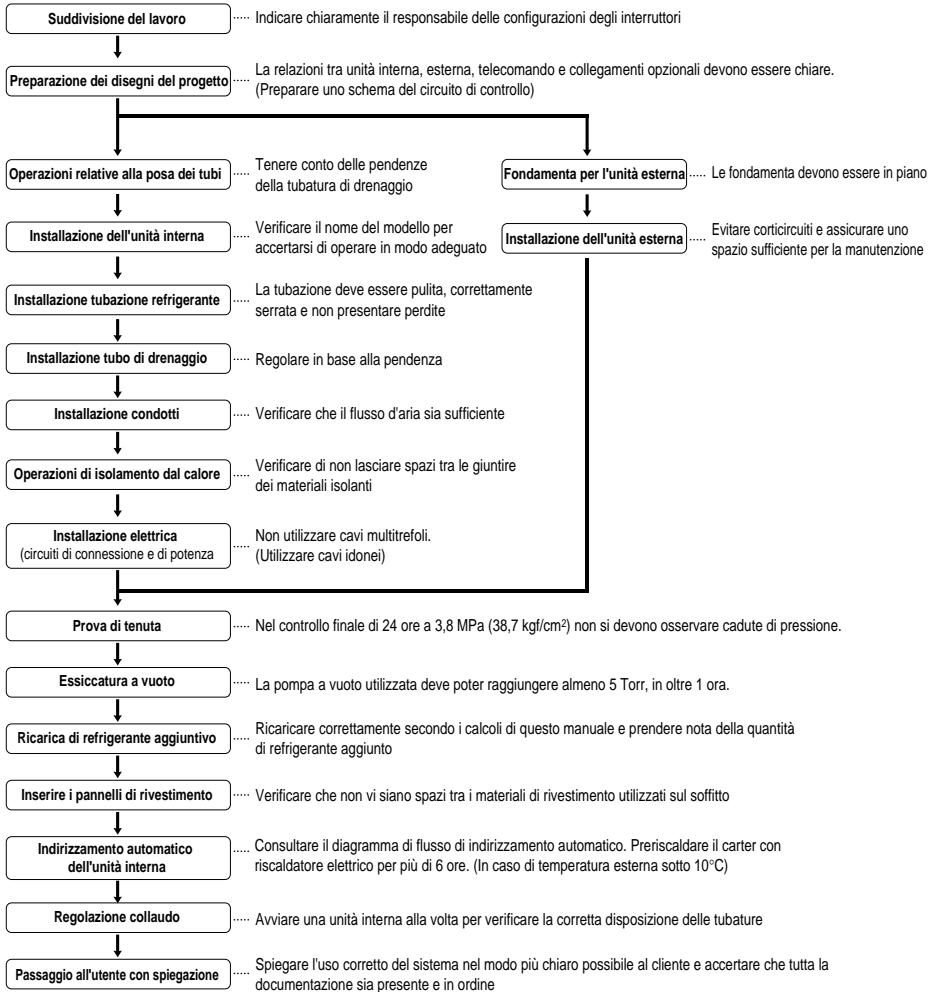 Suddivisione del lavoro
Indicare chiaramente il responsabile delle configurazioni degli interruttori
Preparazione dei disegni del progetto
La relazioni tra unità interna, esterna, telecomando e collegamenti opzionali devono essere chiare.
(Preparare uno schema del circuito di controllo)
Operazioni relative alla posa dei tubi
Tenere conto delle pendenze
della tubatura di drenaggio
Fondamenta per l'unità esterna
Le fondamenta devono essere in piano
Installazione dell'unità interna
Verificare il nome del modello per
accertarsi di operare in modo adeguato
Installazione dell'unità esterna
Evitare corticircuiti e assicurare uno
spazio sufficiente per la manutenzione
Installazione tubazione refrigerante
La tubazione deve essere pulita, correttamente
serrata e non presentare perdite
Installazione tubo di drenaggio
Regolare in base alla pendenza
Installazione condotti
Verificare che il flusso d'aria sia sufficiente
Operazioni di isolamento dal calore
Verificare di non lasciare spazi tra le giuntire
dei materiali isolanti
Installazione elettrica
(circuiti di connessione e di potenza
Non utilizzare cavi multitrefoli.
(Utilizzare cavi idonei)
Prova di tenuta
Nel controllo finale di 24 ore a 3,8 MPa (38,7 kgf/cm²) non si devono osservare cadute di pressione.
Essiccatura a vuoto
La pompa a vuoto utilizzata deve poter raggiungere almeno 5 Torr, in oltre 1 ora.
Ricarica di refrigerante aggiuntivo
Ricaricare correttamente secondo i calcoli di questo manuale e prendere nota della quantità
di refrigerante aggiunto
Inserire i pannelli di rivestimento
Verificare che non vi siano spazi tra i materiali di rivestimento utilizzati sul soffitto
Indirizzamento automatico
dell'unità interna
Consultare il diagramma di flusso di indirizzamento automatico. Preriscaldare il carter con
riscaldatore elettrico per più di 6 ore. (In caso di temperatura esterna sotto 10°C)
Regolazione collaudo
Avviare una unità interna alla volta per verificare la corretta disposizione delle tubature
Passaggio all'utente con spiegazione
Spiegare l'uso corretto del sistema nel modo più chiaro possibile al cliente e accertare che tutta la
documentazione sia presente e in ordine